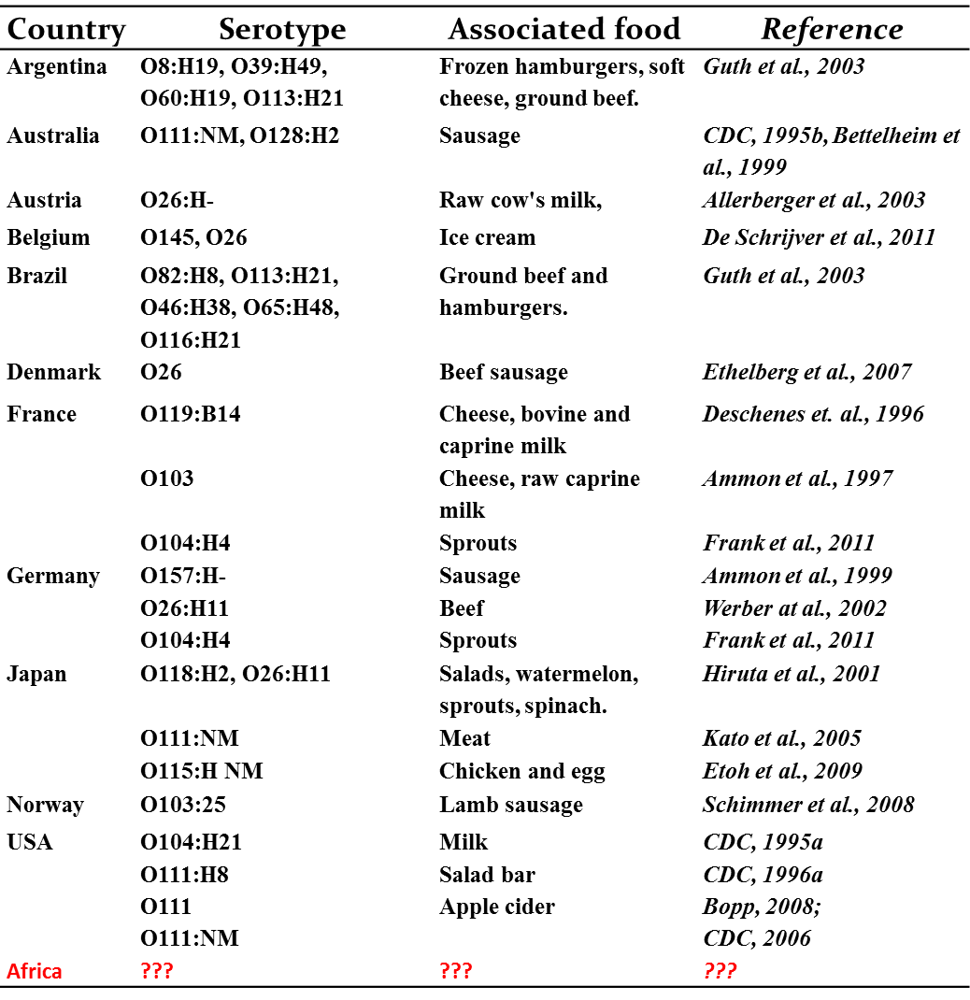 Country Serotype Associated food Reference
Argentina O8:H19, O39:H49, Frozen hamburgers, soft Guth et al., 2003
O60:H19, O113:H21 cheese, ground beef.
Australia O111:NM, O128:H2 Sausage CDC, 1995b, Bettelheim et
al., 1999
Austria O26:H- Raw cow's milk, Allerberger et al., 2003
Belgium O145, O26 Ice cream De Schrijver et al., 2011
Brazil O82:H8, O113:H21, Ground beef and Guth et al., 2003
O46:H38, O65:H48, hamburgers.
O116:H21
Denmark O26 Beef sausage Ethelberg et al., 2007
France O119:B14 Cheese, bovine and Deschenes et. al., 1996
caprine milk
O103 Cheese, raw caprine Ammon et al., 1997
milk
O104:H4 Sprouts Frank et al., 2011
Germany O157:H- Sausage Ammon et al., 1999
O26:H11 Beef Werber at al., 2002
O104:H4 Sprouts Frank et al., 2011
Japan O118:H2, O26:H11 Salads, watermelon, Hiruta et al., 2001
sprouts, spinach.
O111:NM Meat Kato et al., 2005
O115:H NM Chicken and egg Etoh et al., 2009
Norway O103:25 Lamb sausage Schimmer et al., 2008
USA O104:H21 Milk CDC, 1995a
O111:H8 Salad bar CDC, 1996a
O111 Apple cider Bopp, 2008;
O111:NM CDC, 2006
Africa ??? ??? ???